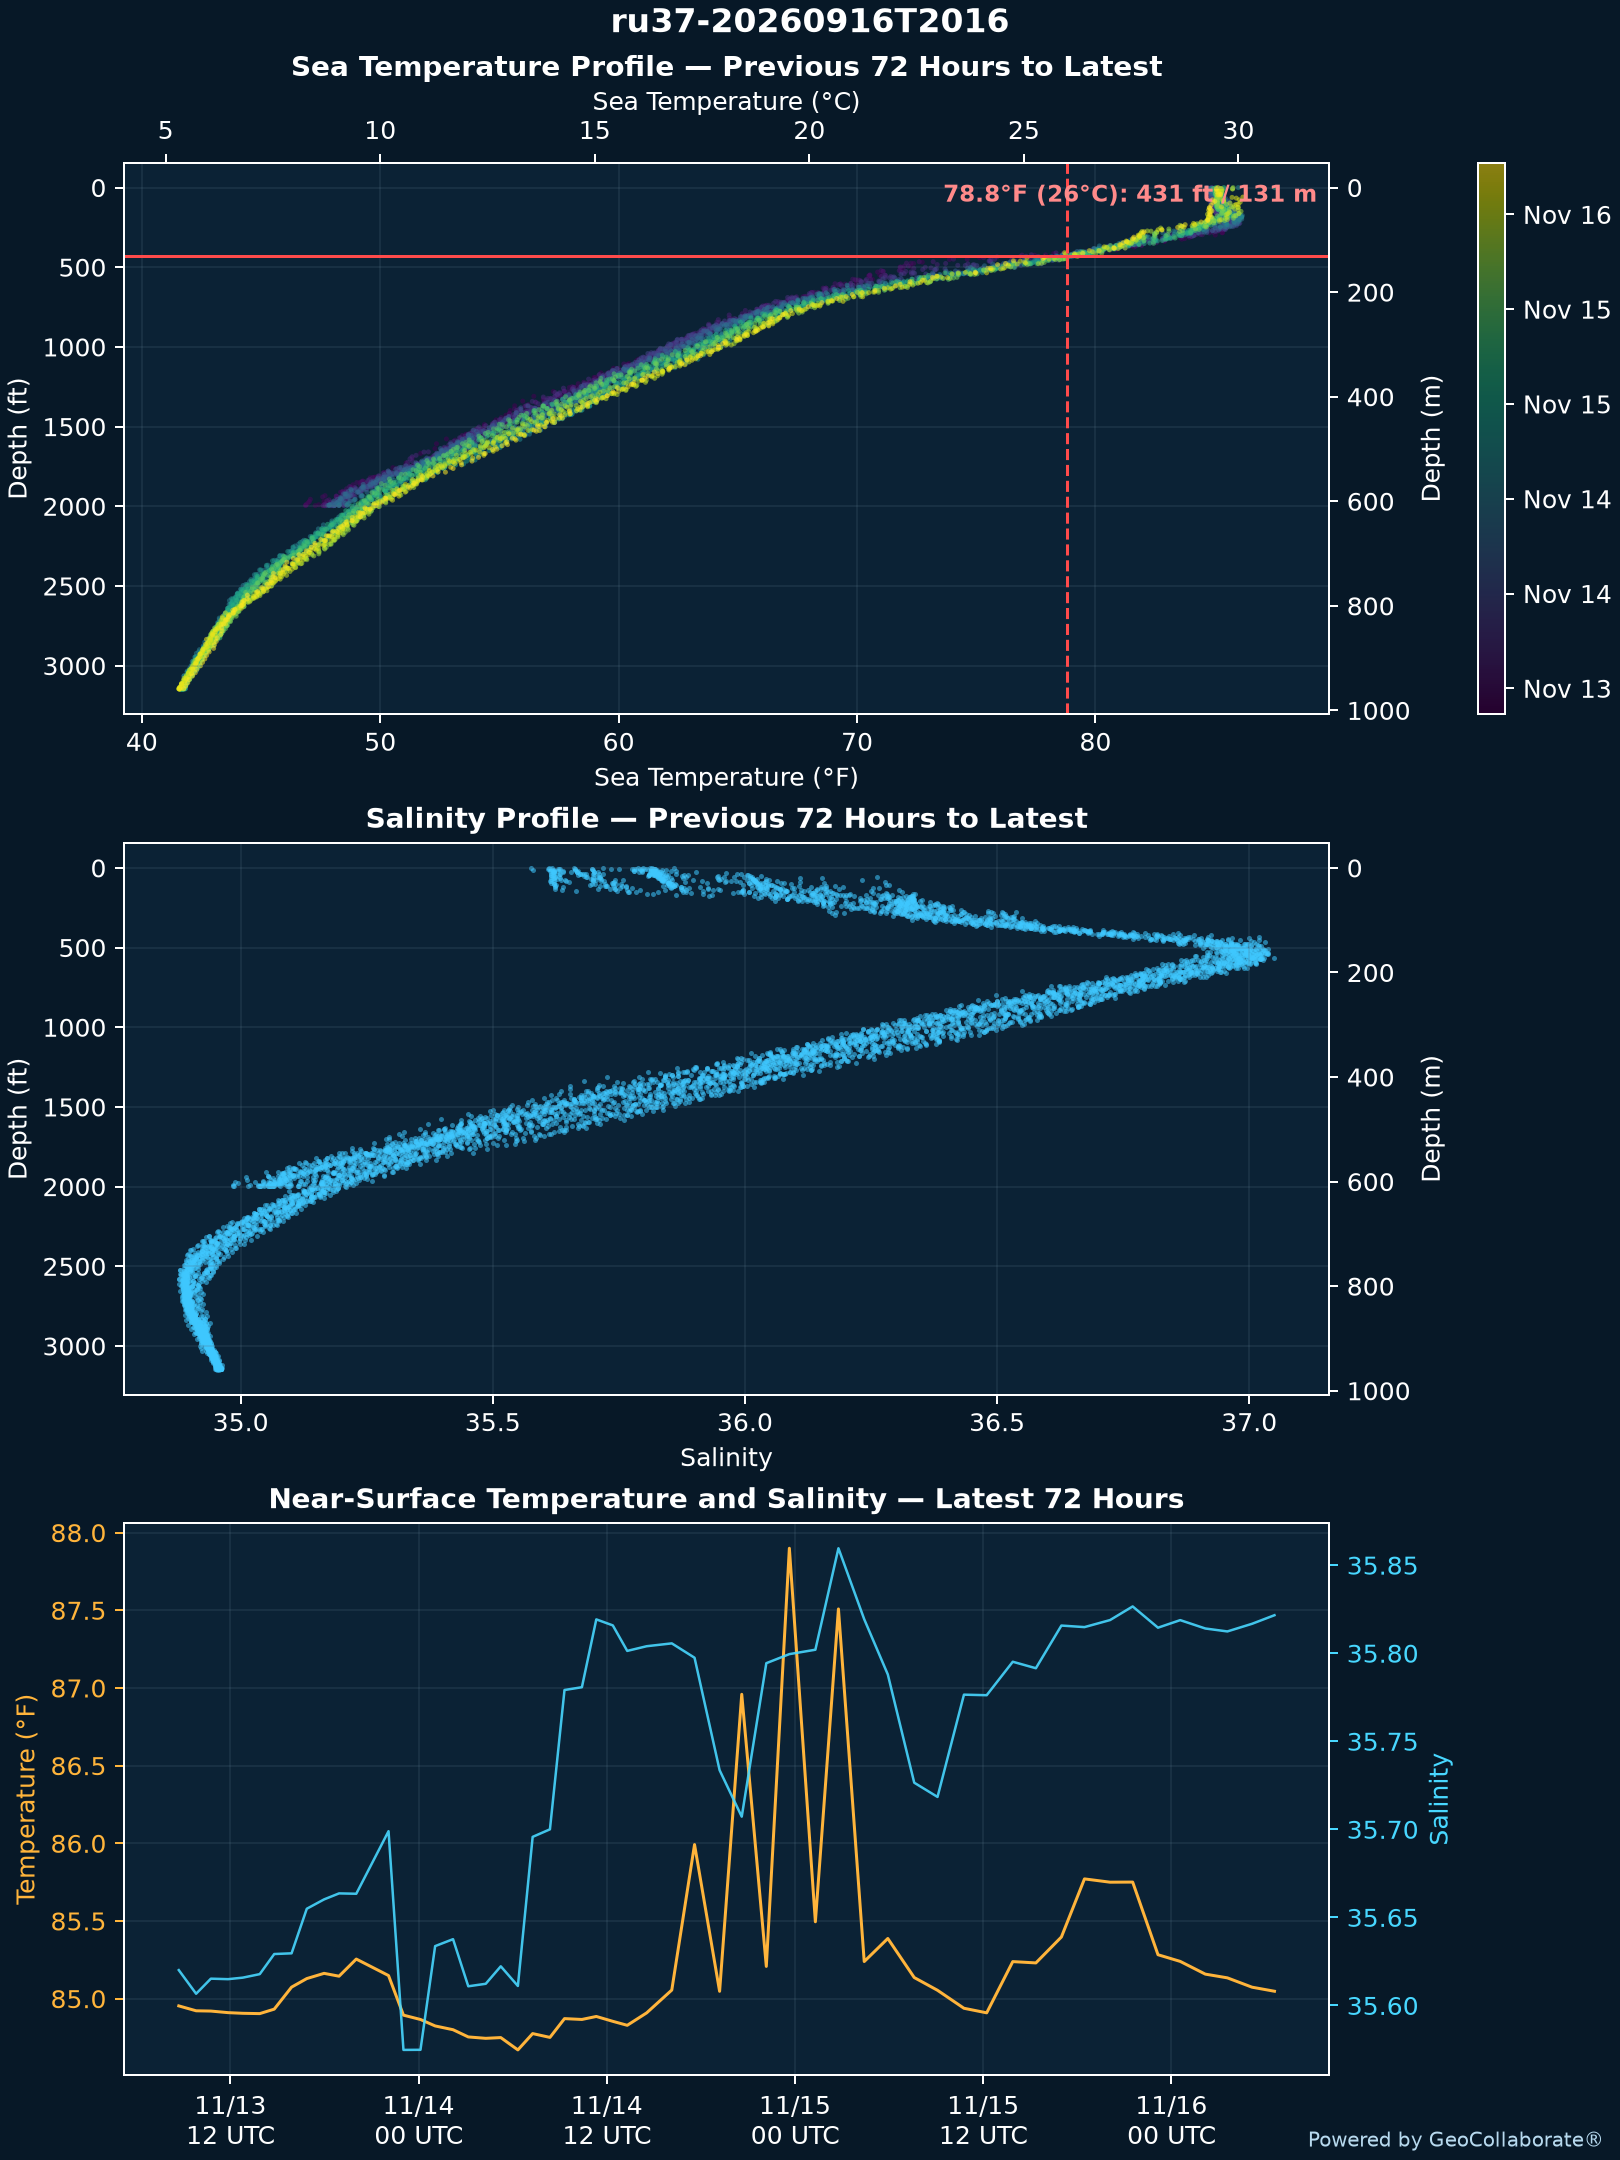 ru37-20260916T2016
Sea Temperature Profile — Previous 72 Hours to Latest
Sea Temperature (°C)
5 10 15 20 25 30
78.8°F (26°C): 431 ft / 131 m
Depth (ft)
0
500
1000
1500
2000
2500
3000
Depth (m)
0
200
400
600
800
1000
40 50 60 70 80
Sea Temperature (°F)
Nov 16
Nov 15
Nov 15
Nov 14
Nov 14
Nov 13
Salinity Profile — Previous 72 Hours to Latest
Depth (ft)
0
500
1000
1500
2000
2500
3000
Depth (m)
0
200
400
600
800
1000
35.0 35.5 36.0 36.5 37.0
Salinity
Near-Surface Temperature and Salinity — Latest 72 Hours
Temperature (°F)
88.0
87.5
87.0
86.5
86.0
85.5
85.0
Salinity
35.85
35.80
35.75
35.70
35.65
35.60
11/13 11/14 11/14 11/15 11/15 11/16
12 UTC 00 UTC 12 UTC 00 UTC 12 UTC 00 UTC
Powered by GeoCollaborate®